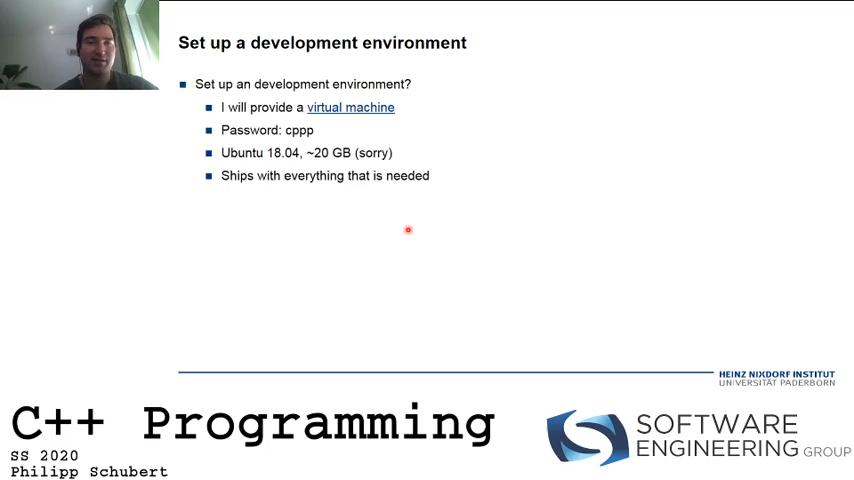 Set up a development environment
Set up an development environment?
I will provide a virtual machine
Password: cppp
Ubuntu 18.04, ~20 GB (sorry)
Ships with everything that is needed
HEINZ NIXDORF INSTITUT
UNIVERSITÄT PADERBORN
C++ Programming
SS 2020
Philipp Schubert
SOFTWARE
ENGINEERING GROUP